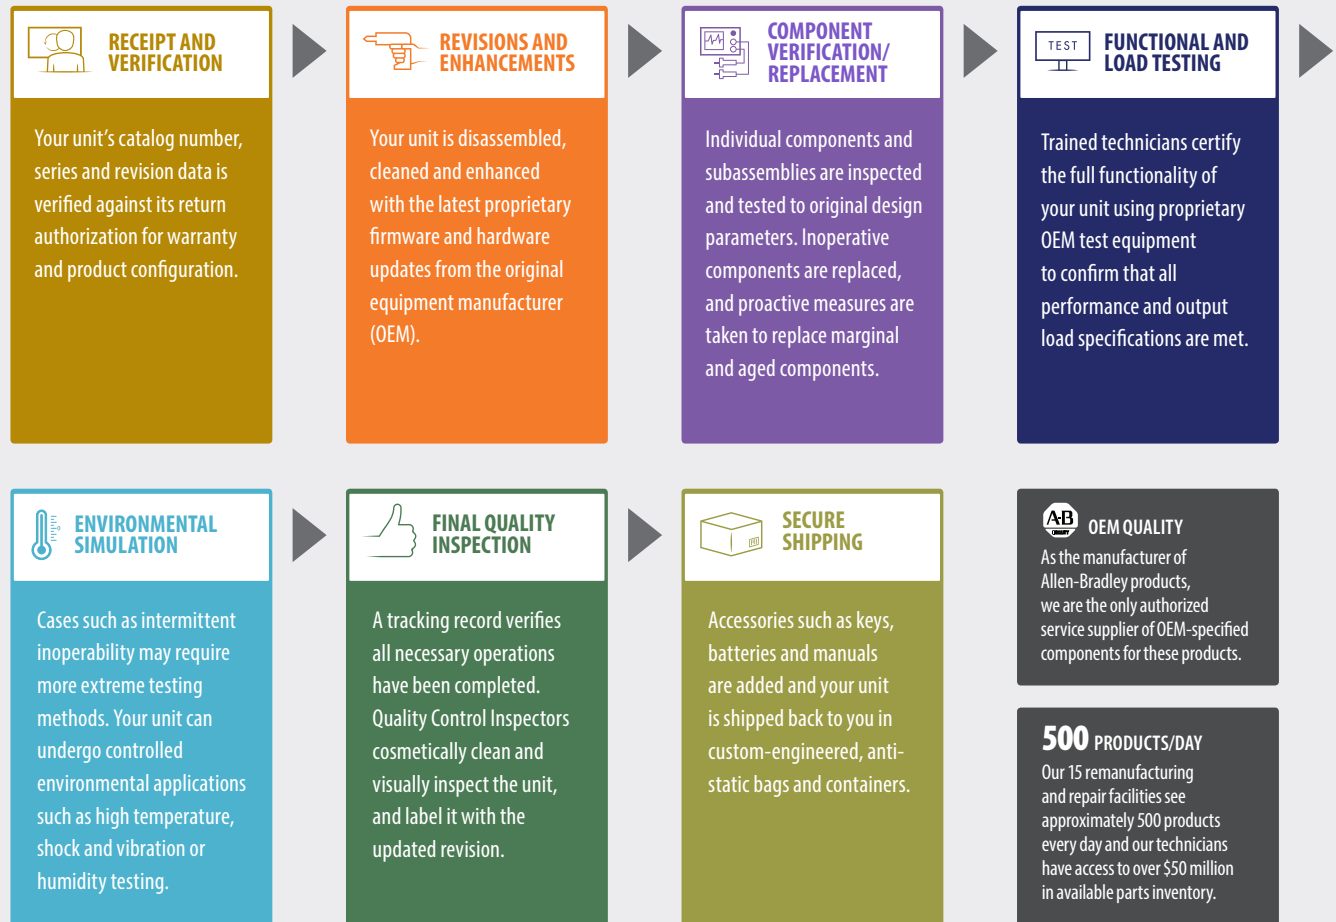 RECEIPT AND
VERIFICATION
Your unit's catalog number,
series and revision data is
verified against its return
authorization for warranty
and product configuration.
REVISIONS AND
ENHANCEMENTS
Your unit is disassembled,
cleaned and enhanced
with the latest proprietary
firmware and hardware
updates from the original
equipment manufacturer
(OEM).
COMPONENT
VERIFICATION/
REPLACEMENT
Individual components and
subassemblies are inspected
and tested to original design
parameters. Inoperative
components are replaced,
and proactive measures are
taken to replace marginal
and aged components.
TEST
FUNCTIONAL AND
LOAD TESTING
Trained technicians certify
the full functionality of
your unit using proprietary
OEM test equipment
to confirm that all
performance and output
load specifications are met.
ENVIRONMENTAL
SIMULATION
Cases such as intermittent
inoperability may require
more extreme testing
methods. Your unit can
undergo controlled
environmental applications
such as high temperature,
shock and vibration or
humidity testing.
FINAL QUALITY
INSPECTION
A tracking record verifies
all necessary operations
have been completed.
Quality Control Inspectors
cosmetically clean and
visually inspect the unit,
and label it with the
updated revision.
SECURE
SHIPPING
Accessories such as keys,
batteries and manuals
are added and your unit
is shipped back to you in
custom-engineered, anti-
static bags and containers.
A-B
QUALITY
OEM QUALITY
As the manufacturer of
Allen-Bradley products,
we are the only authorized
service supplier of OEM-specified
components for these products.
500 PRODUCTS/DAY
Our 15 remanufacturing
and repair facilities see
approximately 500 products
every day and our technicians
have access to over $50 million
in available parts inventory.